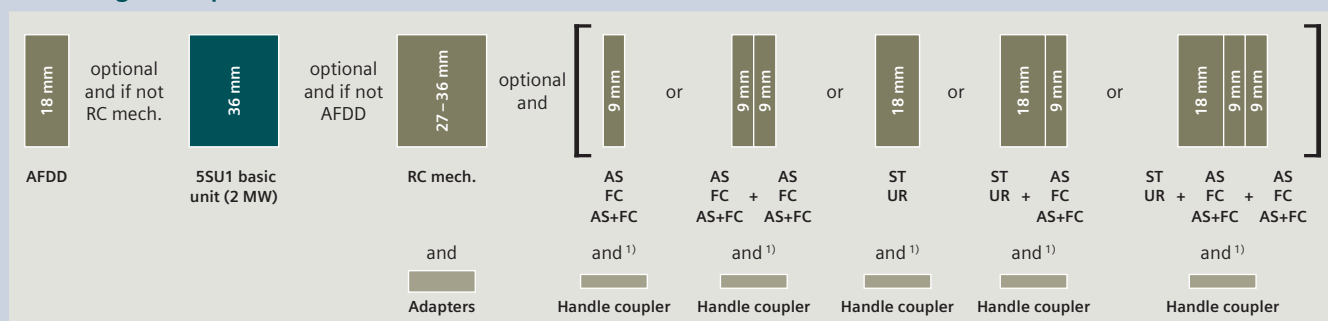 18 mm
optional
and if not
RC mech.
36 mm
optional
and if not
AFDD
27 – 36 mm
optional
and
9 mm
or
9 mm
9 mm
or
18 mm
or
18 mm
9 mm
or
18 mm
9 mm
9 mm
AFDD
5SU1 basic
unit (2 MW)
RC mech.
AS
FC
AS+FC
AS AS
FC + FC
AS+FC AS+FC
ST
UR
ST AS
UR + FC
AS+FC
ST AS AS
UR + FC + FC
AS+FC AS+FC
and
and 1)
and 1)
and 1)
and 1)
and 1)
Adapters
Handle coupler
Handle coupler
Handle coupler
Handle coupler
Handle coupler